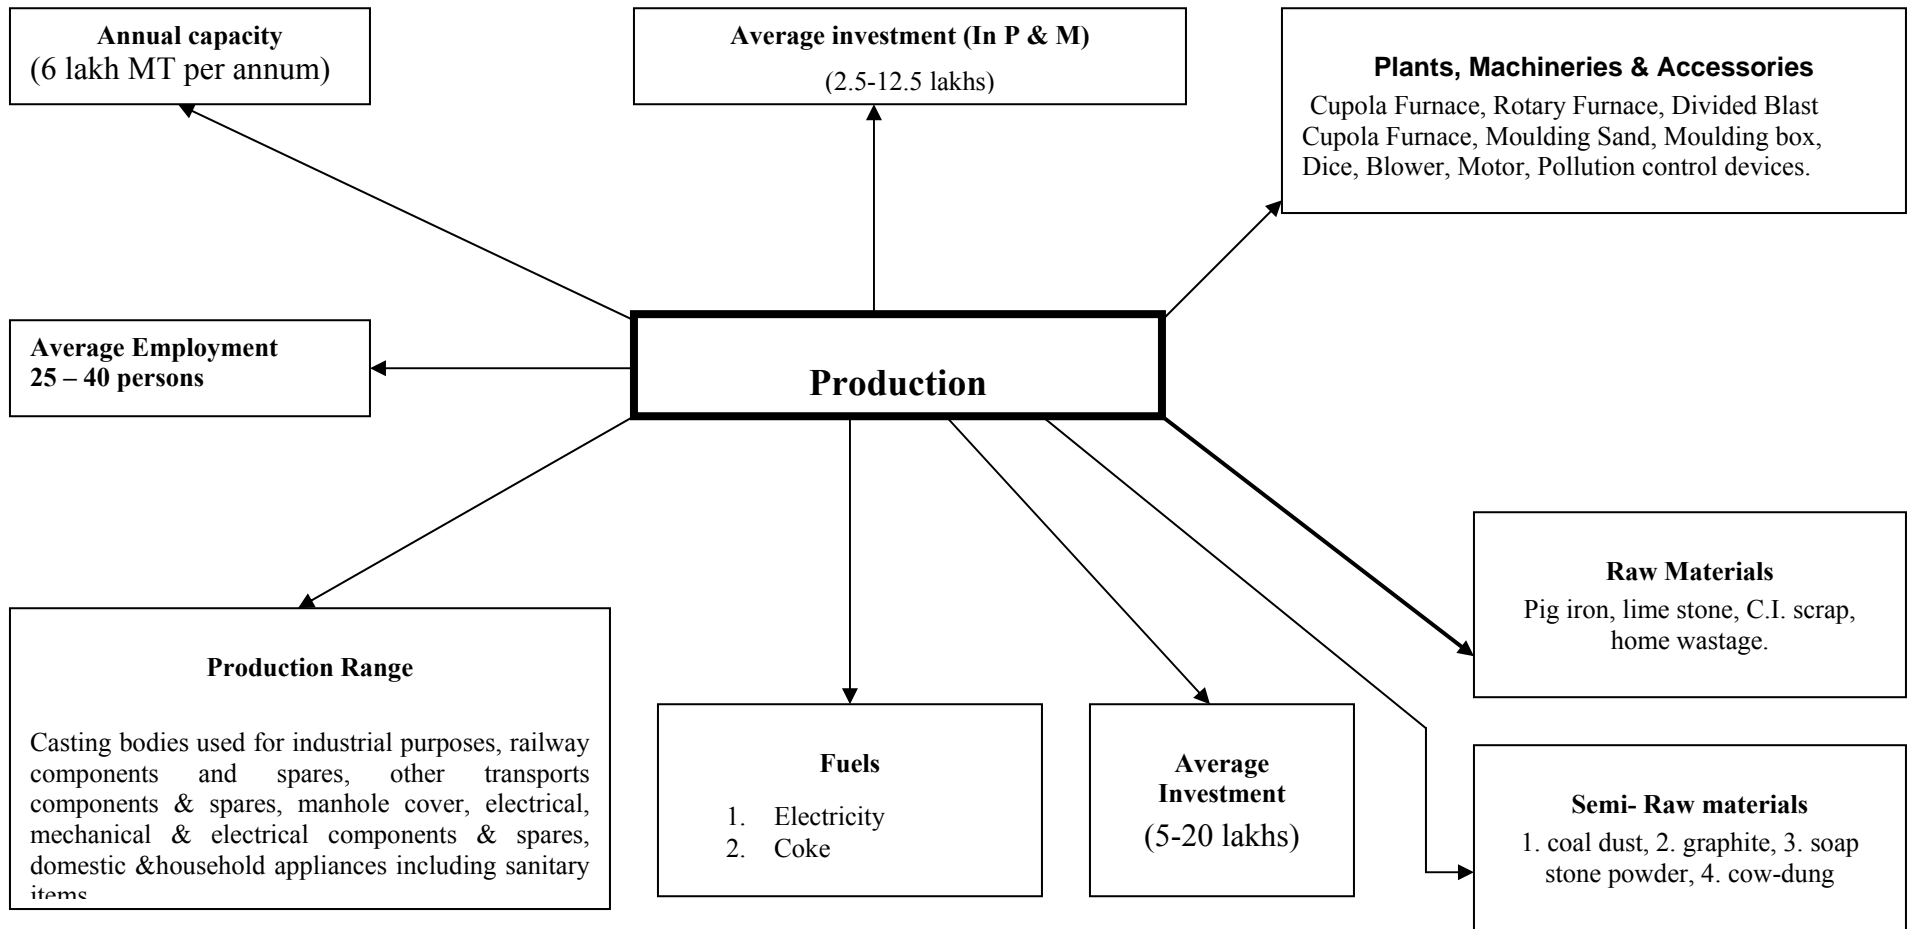 Annual capacity
(6 lakh MT per annum)
Average investment (In P & M)
(2.5-12.5 lakhs)
Plants, Machineries & Accessories
Cupola Furnace, Rotary Furnace, Divided Blast
Cupola Furnace, Moulding Sand, Moulding box,
Dice, Blower, Motor, Pollution control devices.
Average Employment
25 – 40 persons
Production
Raw Materials
Pig iron, lime stone, C.I. scrap,
home wastage.
Production Range
Casting bodies used for industrial purposes, railway
components and spares, other transports
components & spares, manhole cover, electrical,
mechanical & electrical components & spares,
domestic &household appliances including sanitary
items
Fuels
1. Electricity
2. Coke
Average
Investment
(5-20 lakhs)
Semi- Raw materials
1. coal dust, 2. graphite, 3. soap
stone powder, 4. cow-dung